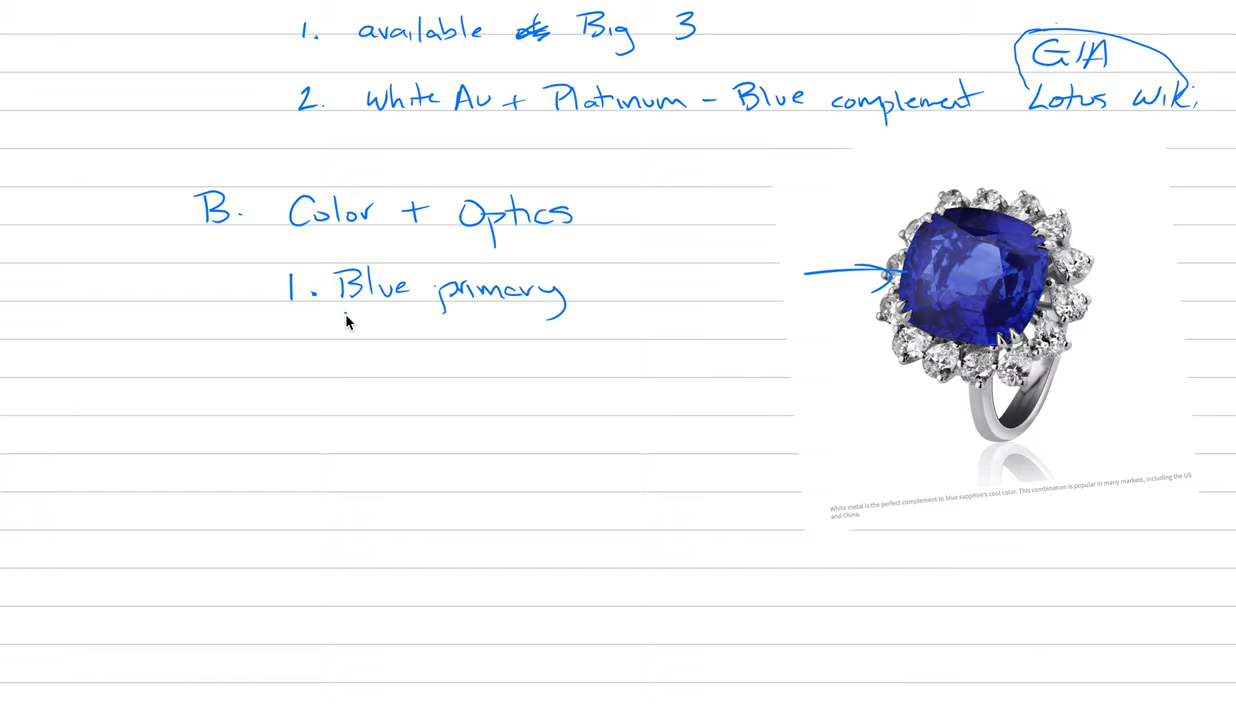 1. available Big 3
GIA
2. White Au + Platinum - Blue complement Lotus Wiki
B. Color + Optics
1. Blue primary
White metal is the perfect complement to blue sapphire's cool color. This combination is popular in many markets, including the US
and China.